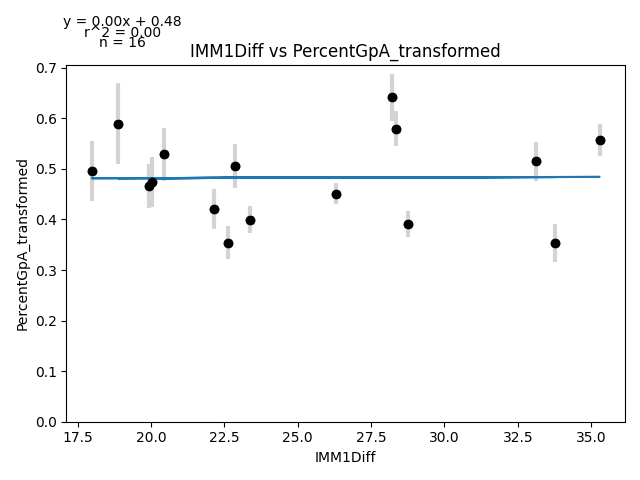 y = 0.00x + 0.48
r^2 = 0.00
n = 16
IMM1Diff vs PercentGpA_transformed
PercentGpA_transformed
0.7
0.6
0.5
0.4
0.3
0.2
0.1
0.0
17.5 20.0 22.5 25.0 27.5 30.0 32.5 35.0
IMM1Diff